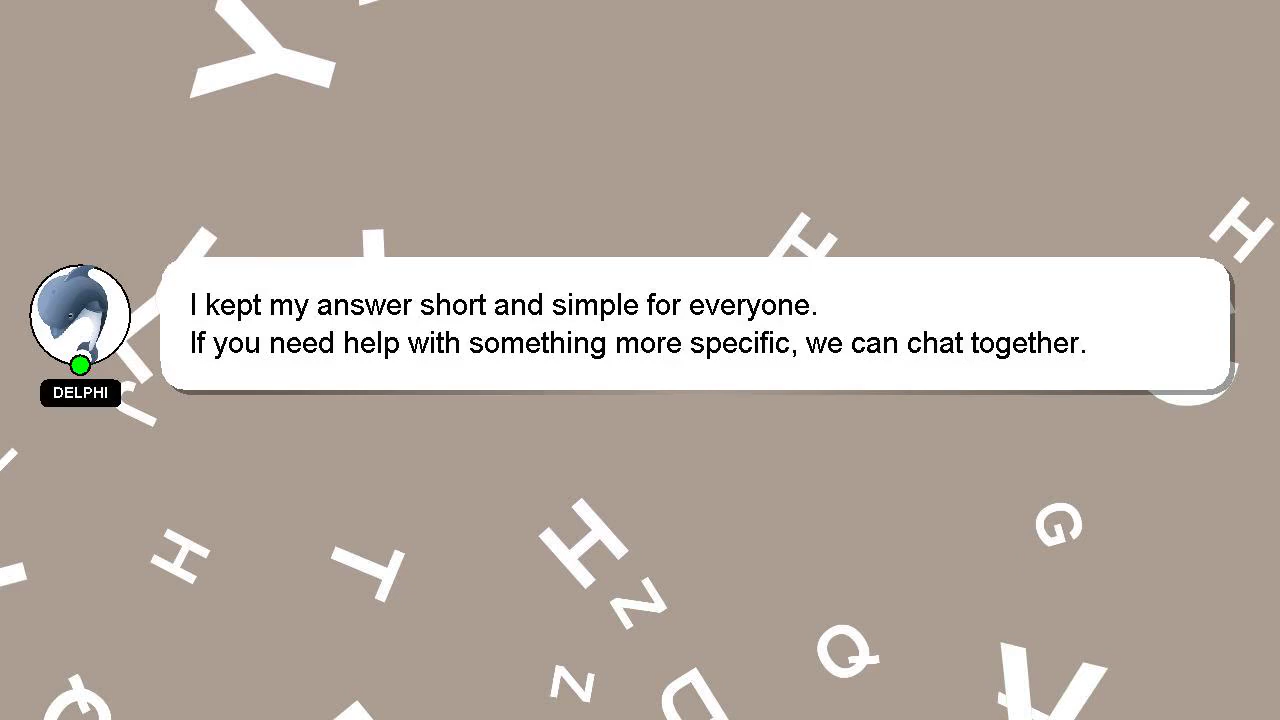 I kept my answer short and simple for everyone.
If you need help with something more specific, we can chat together.
DELPHI
Y
H
H
H
T
H
Z
G
Q
Z